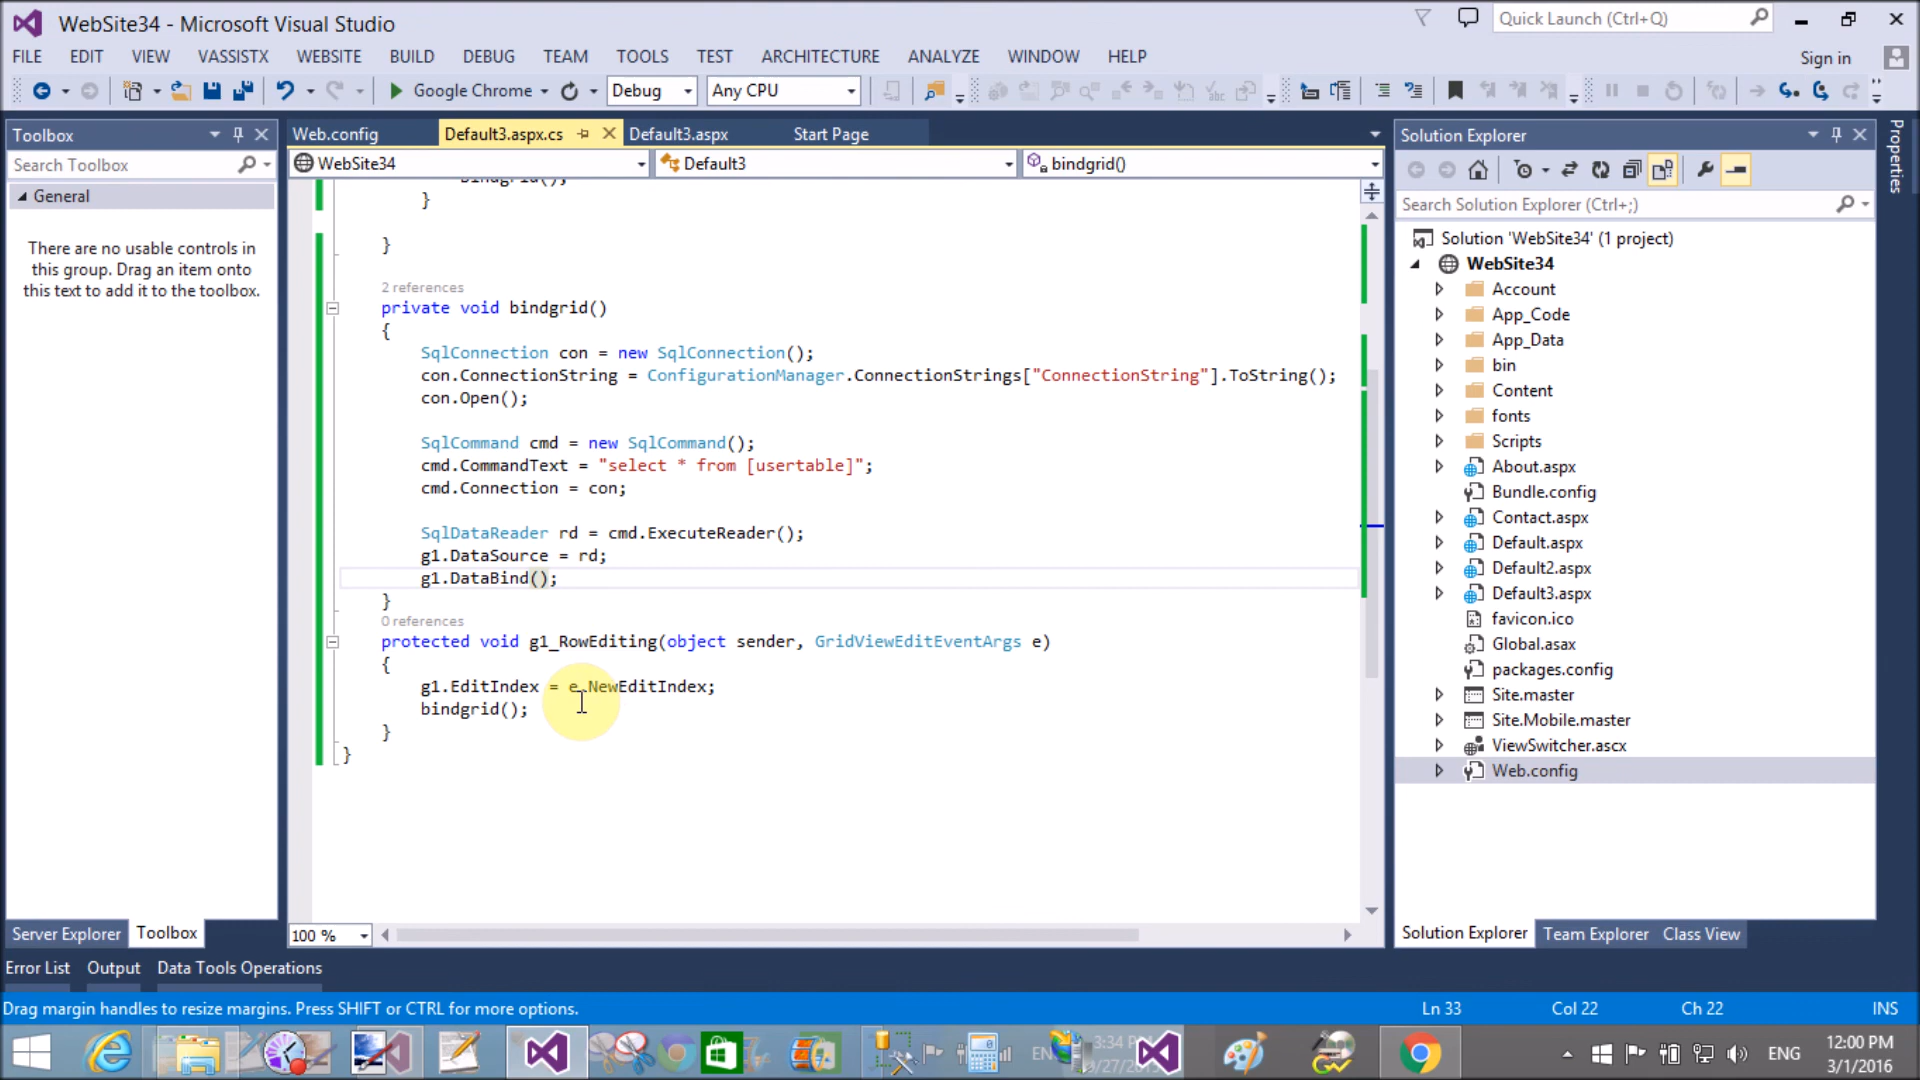 WebSite34 - Microsoft Visual Studio
Quick Launch (Ctrl+Q)
FILE EDIT VIEW VASSISTX WEBSITE BUILD DEBUG TEAM TOOLS TEST ARCHITECTURE ANALYZE WINDOW HELP
Sign in
Google Chrome Debug Any CPU
Toolbox
Search Toolbox
General
There are no usable controls in
this group. Drag an item onto
this text to add it to the toolbox.
Server Explorer Toolbox
Web.config Default3.aspx.cs Default3.aspx Start Page
WebSite34 Default3 bindgrid()
}
}
2 references
private void bindgrid()
{
SqlConnection con = new SqlConnection();
con.ConnectionString = ConfigurationManager.ConnectionStrings["ConnectionString"].ToString();
con.Open();
SqlCommand cmd = new SqlCommand();
cmd.CommandText = "select * from [usertable]";
cmd.Connection = con;
SqlDataReader rd = cmd.ExecuteReader();
g1.DataSource = rd;
g1.DataBind();
}
0 references
protected void g1_RowEditing(object sender, GridViewEditEventArgs e)
{
g1.EditIndex = e.NewEditIndex;
bindgrid();
}
}
100 %
Solution Explorer
Search Solution Explorer (Ctrl+;)
Solution 'WebSite34' (1 project)
WebSite34
Account
App_Code
App_Data
bin
Content
fonts
Scripts
About.aspx
Bundle.config
Contact.aspx
Default.aspx
Default2.aspx
Default3.aspx
favicon.ico
Global.asax
packages.config
Site.master
Site.Mobile.master
ViewSwitcher.ascx
Web.config
Solution Explorer Team Explorer Class View
Properties
Error List Output Data Tools Operations
Drag margin handles to resize margins. Press SHIFT or CTRL for more options.
Ln 33 Col 22 Ch 22 INS
ENG
12:00 PM
3/1/2016